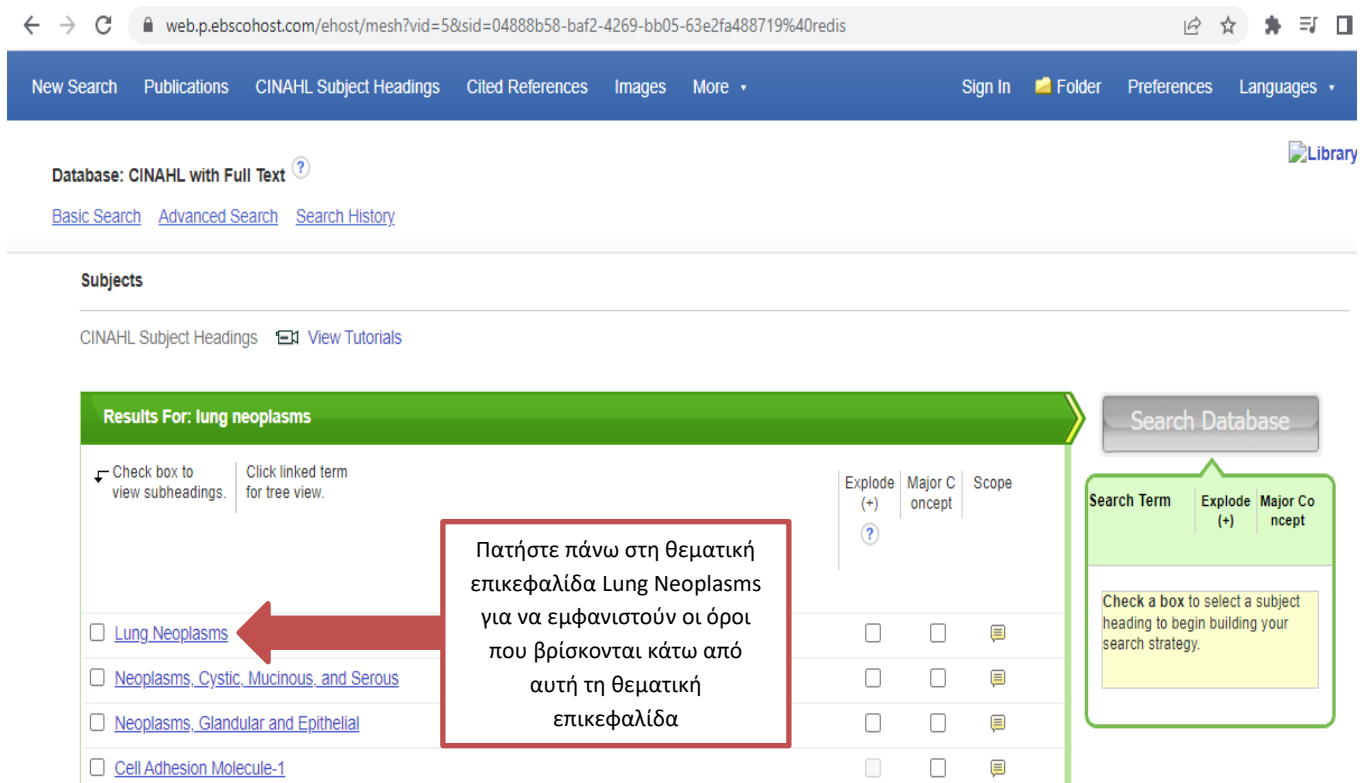 web.p.ebscohost.com/ehost/mesh?vid=5&sid=04888b58-baf2-4269-bb05-63e2fa488719%40redis
New Search Publications CINAHL Subject Headings Cited References Images More Sign In Folder Preferences Languages
Library
Database: CINAHL with Full Text ?
Basic Search Advanced Search Search History
Subjects
CINAHL Subject Headings View Tutorials
Results For: lung neoplasms
Search Database
Check box to
view subheadings.
Click linked term
for tree view.
Explode
(+)
?
Major C
oncept
Scope
Search Term
Explode
(+)
Major Co
ncept
Check a box to select a subject
heading to begin building your
search strategy.
Πατήστε πάνω στη θεματική
επικεφαλίδα Lung Neoplasms
για να εμφανιστούν οι όροι
που βρίσκονται κάτω από
αυτή τη θεματική
επικεφαλίδα
Lung Neoplasms
Neoplasms, Cystic, Mucinous, and Serous
Neoplasms, Glandular and Epithelial
Cell Adhesion Molecule-1